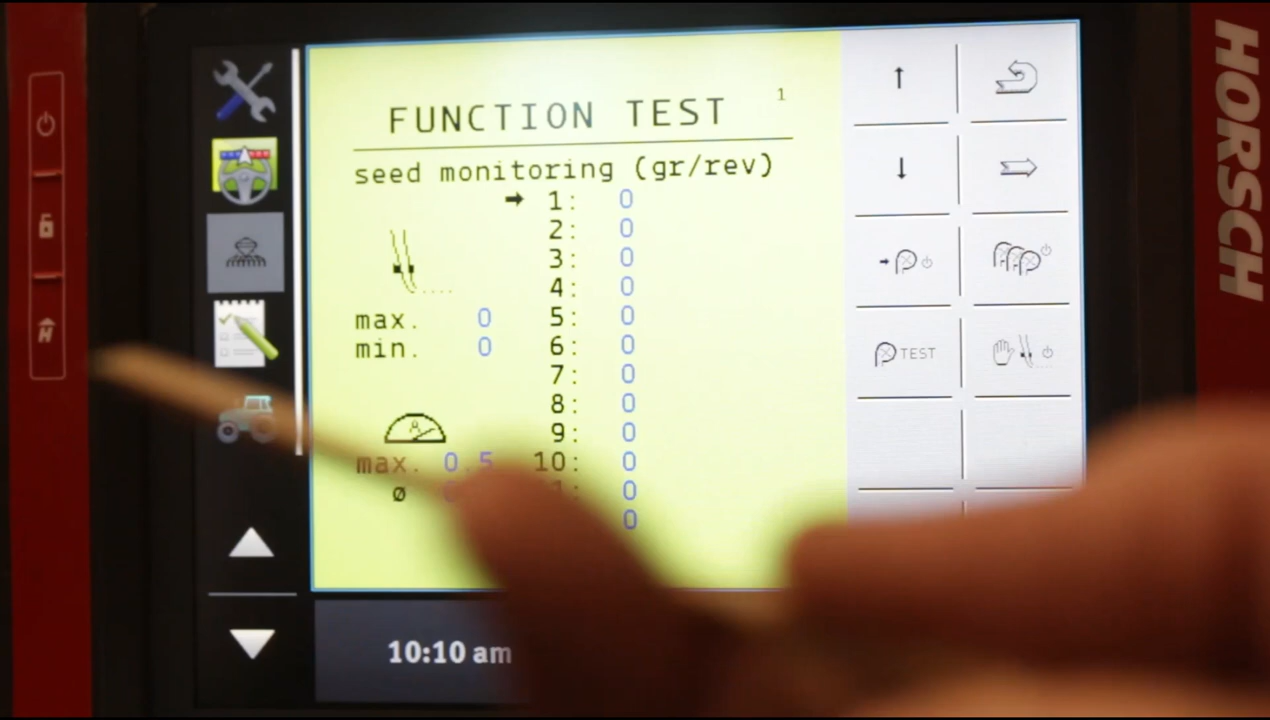 FUNCTION TEST 1
seed monitoring (gr/rev)
1: 0
2: 0
3: 0
4: 0
max. 0 5: 0
min. 0 6: 0
7: 0
8: 0
9: 0
max. 0.5 10: 0
ø 0
0
TEST
10:10 am
HORSCH
H